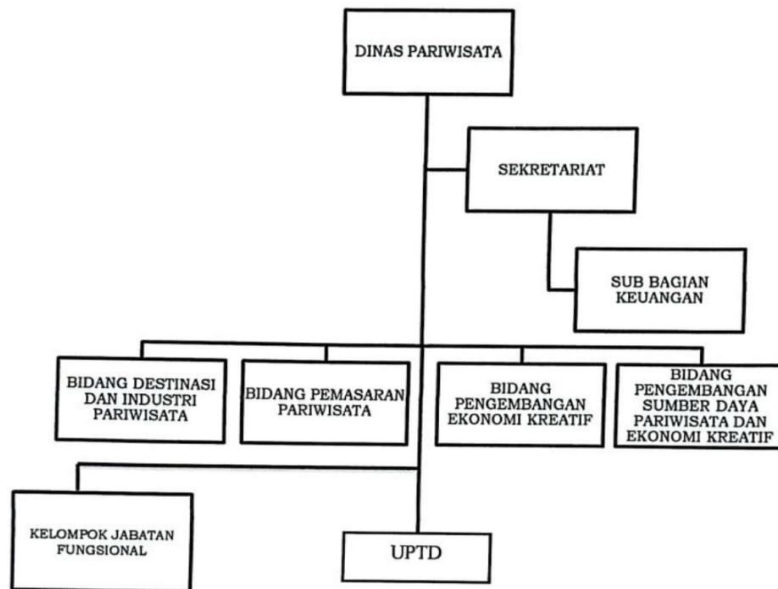 DINAS PARIWISATA
SEKRETARIAT
SUB BAGIAN
KEUANGAN
BIDANG DESTINASI
DAN INDUSTRI
PARIWISATA
BIDANG PEMASARAN
PARIWISATA
BIDANG
PENGEMBANGAN
EKONOMI KREATIF
BIDANG
PENGEMBANGAN
SUMBER DAYA
PARIWISATA DAN
EKONOMI KREATIF
KELOMPOK JABATAN
FUNGSIONAL
UPTD